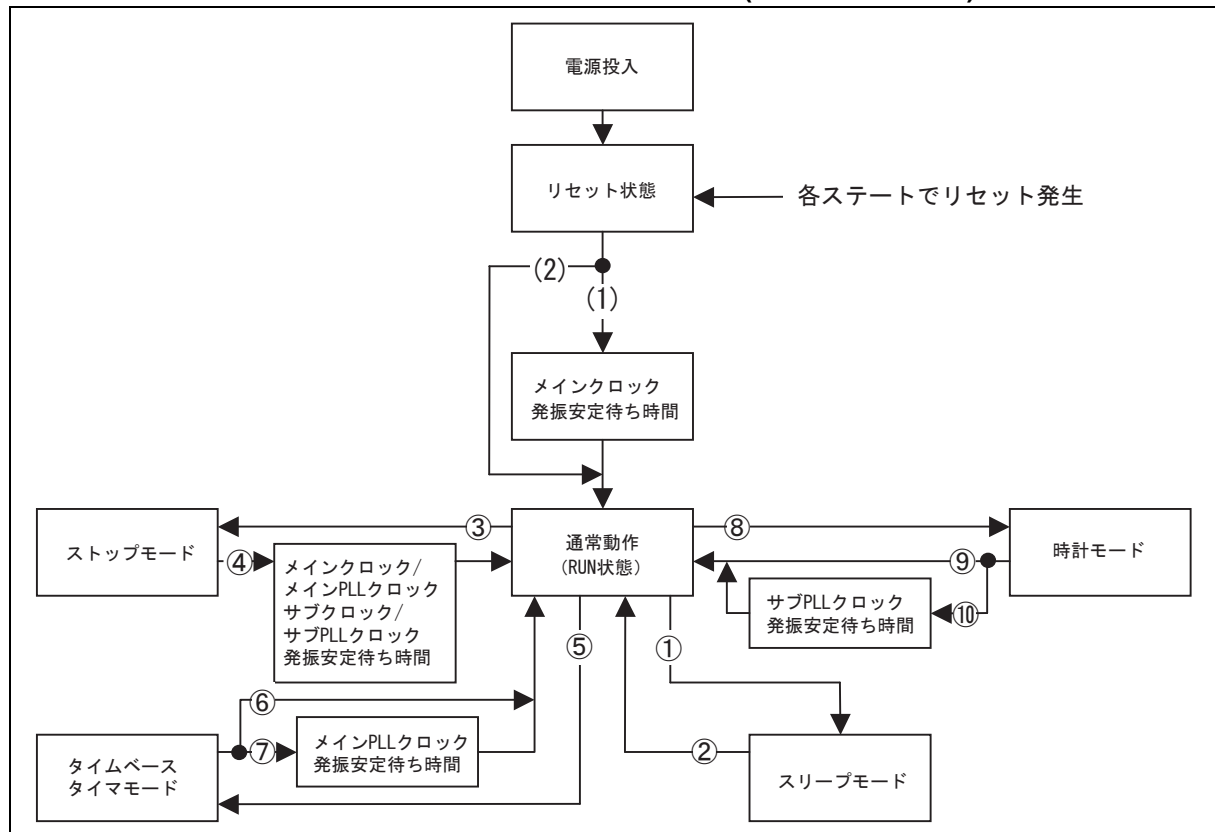 電源投入
リセット状態
各ステートでリセット発生
(2)
(1)
メインクロック
発振安定待ち時間
ストップモード
③
通常動作
(RUN状態)
⑧
時計モード
④
メインクロック/
メインPLLクロック
サブクロック/
サブPLLクロック
発振安定待ち時間
⑨
サブPLLクロック
発振安定待ち時間
⑩
⑤
①
⑥
タイムベース
タイマモード
⑦
メインPLLクロック
発振安定待ち時間
②
スリープモード